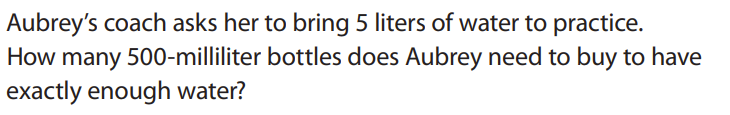 Aubrey’s coach asks her to bring 5 liters of water to practice.
How many 500-milliliter bottles does Aubrey need to buy to have
exactly enough water?